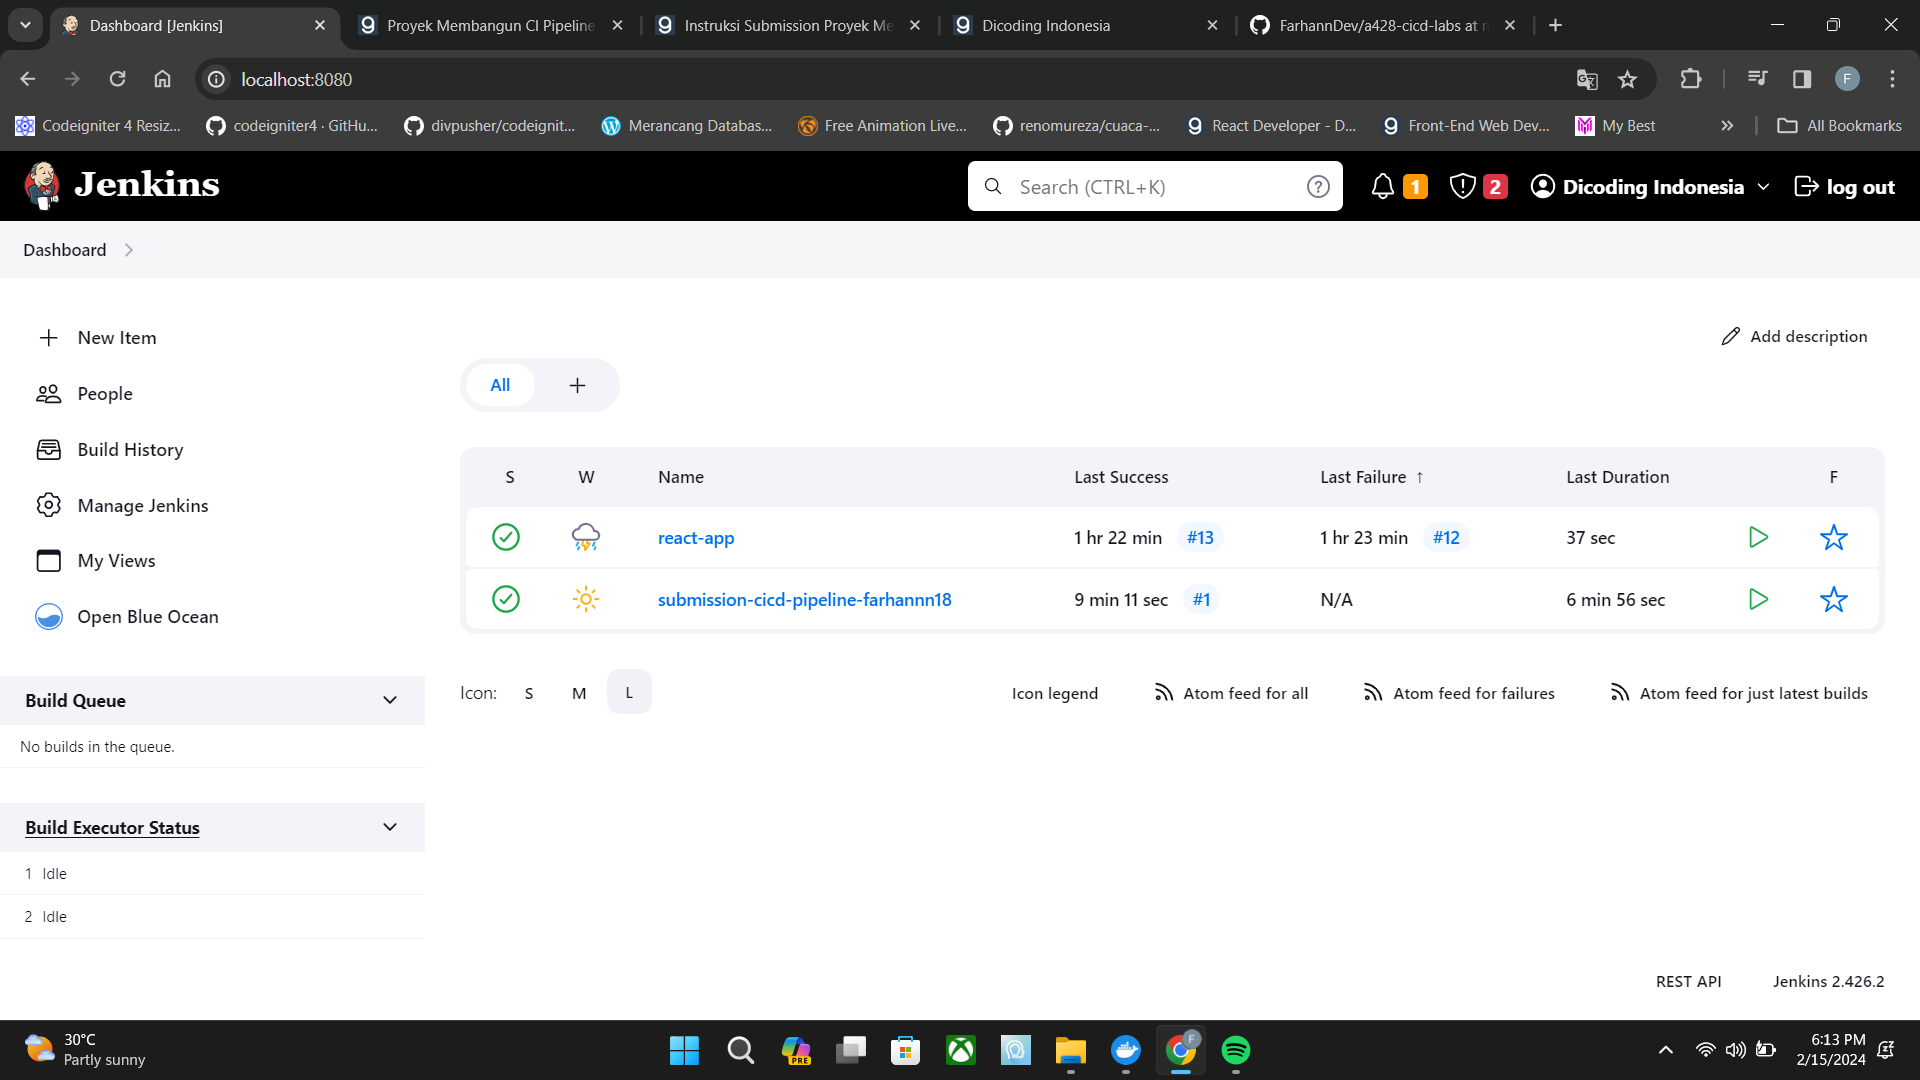 Dashboard [Jenkins]
Proyek Membangun CI Pipeline
Instruksi Submission Proyek Me
Dicoding Indonesia
FarhannDev/a428-cicd-labs at r
localhost:8080
F
Codeigniter 4 Resiz...
codeigniter4 · GitHu...
divpusher/codeignit...
Merancang Databas...
Free Animation Live...
renomureza/cuaca-...
React Developer - D...
Front-End Web Dev...
My Best
All Bookmarks
Jenkins
Search (CTRL+K)
1
2
Dicoding Indonesia
log out
Dashboard
New Item
People
Build History
Manage Jenkins
My Views
Open Blue Ocean
Add description
All
S W Name Last Success Last Failure ↑ Last Duration F
react-app 1 hr 22 min #13 1 hr 23 min #12 37 sec
submission-cicd-pipeline-farhannn18 9 min 11 sec #1 N/A 6 min 56 sec
Icon: S M L
Icon legend
Atom feed for all
Atom feed for failures
Atom feed for just latest builds
Build Queue
No builds in the queue.
Build Executor Status
1 Idle
2 Idle
REST API
Jenkins 2.426.2
30°C
Partly sunny
PRE
F
6:13 PM
2/15/2024